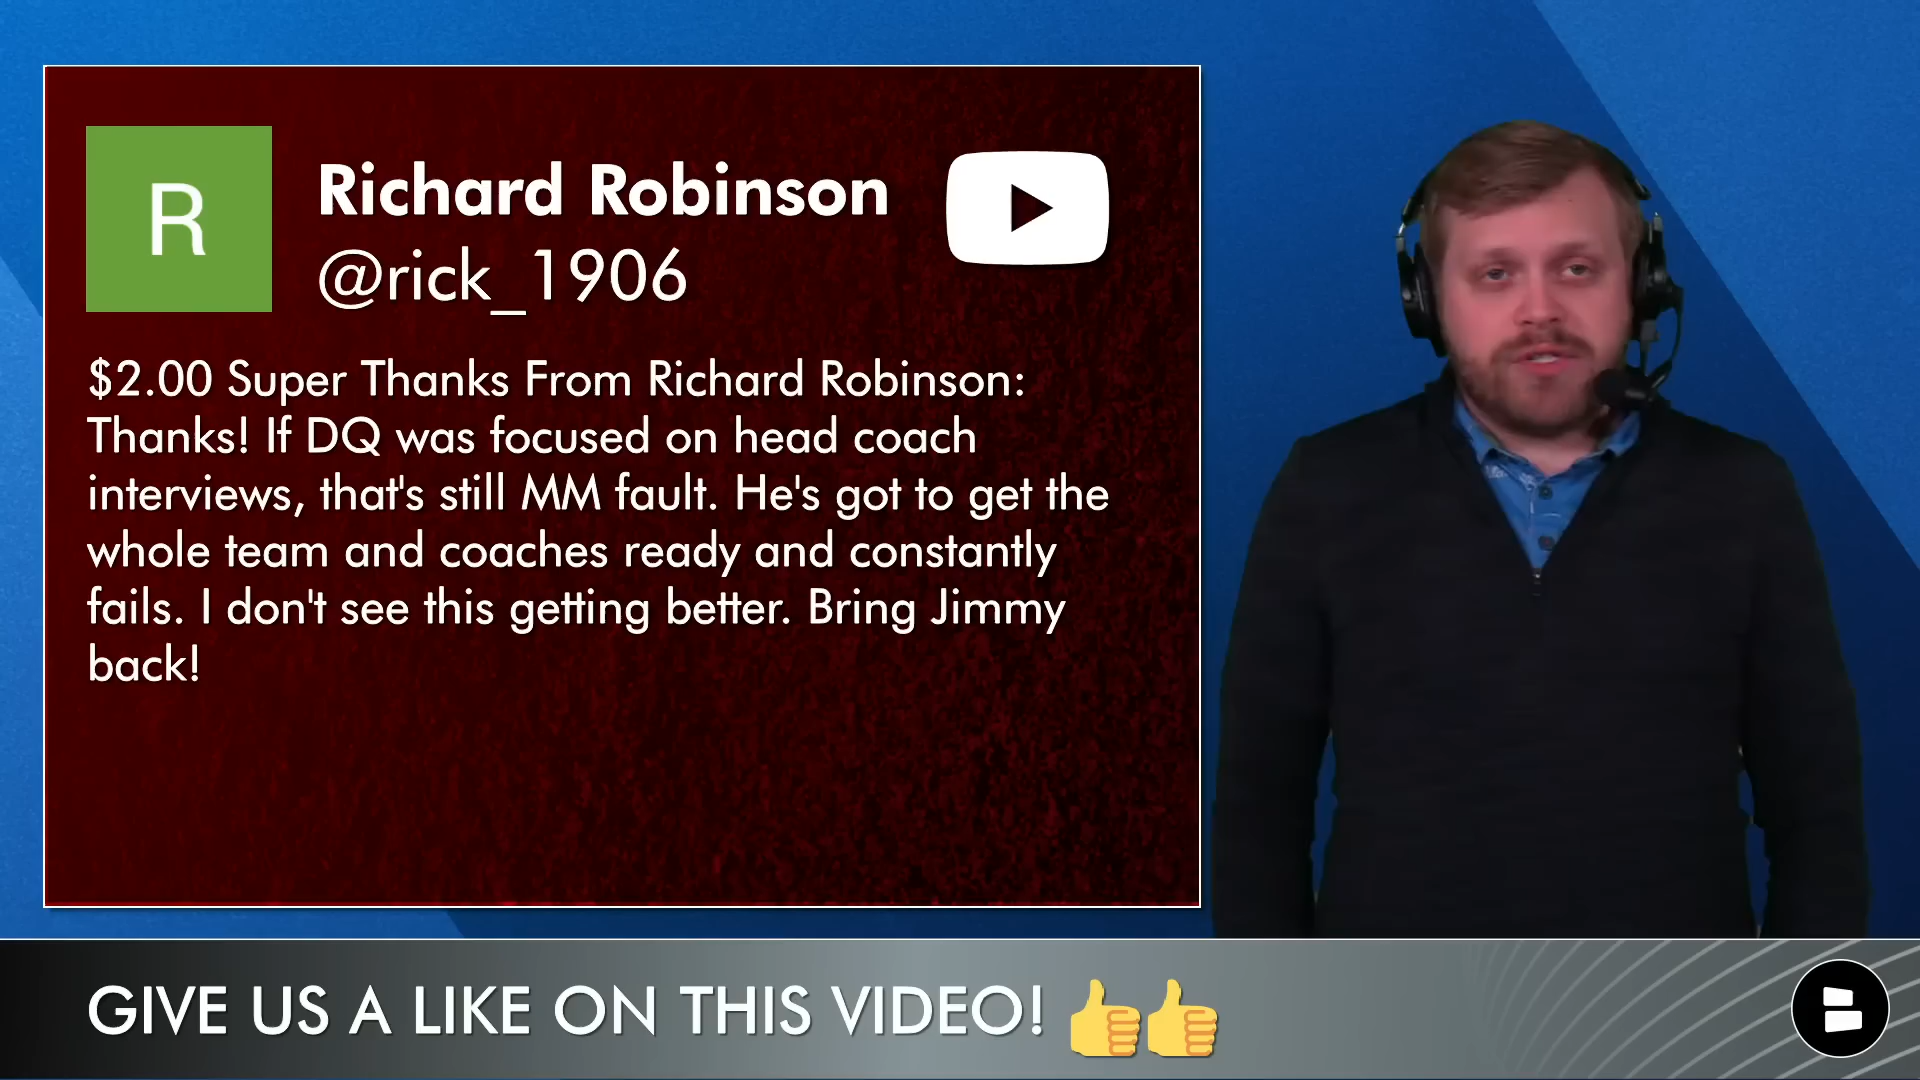 R
Richard Robinson
@rick_1906
$2.00 Super Thanks From Richard Robinson:
Thanks! If DQ was focused on head coach
interviews, that's still MM fault. He's got to get the
whole team and coaches ready and constantly
fails. I don't see this getting better. Bring Jimmy
back!
GIVE US A LIKE ON THIS VIDEO! 👍👍